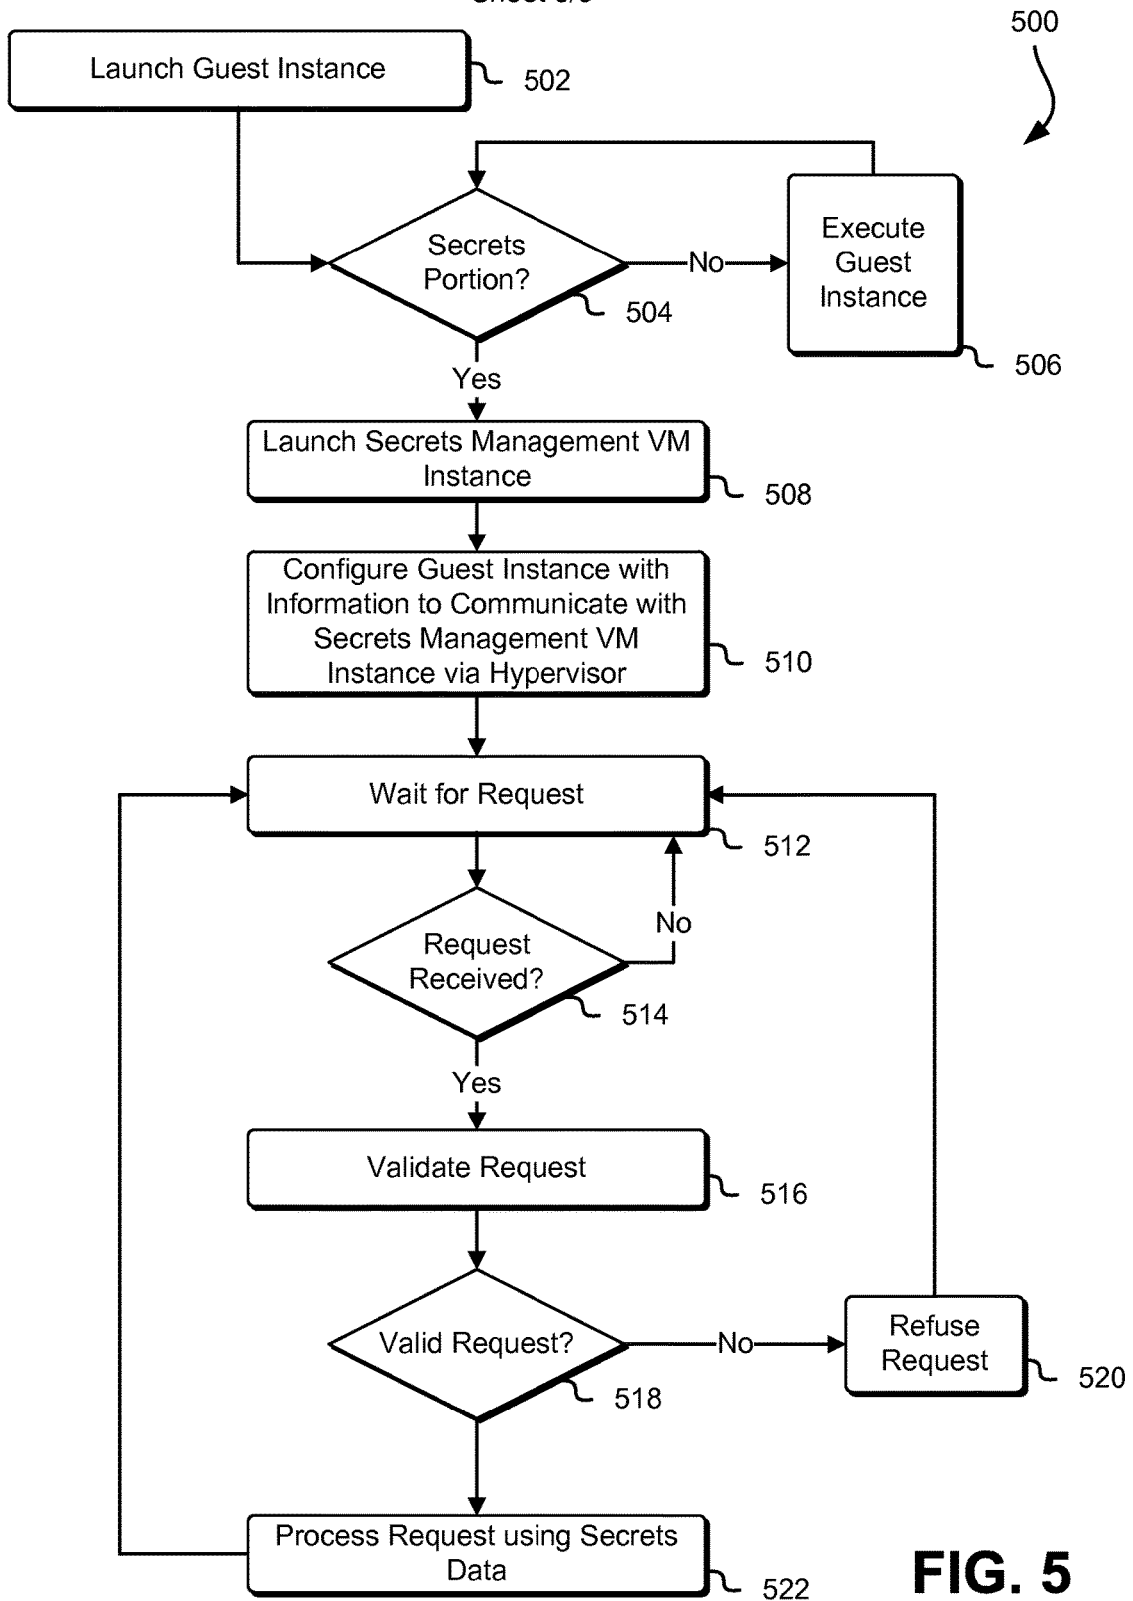 500
Launch Guest Instance
502
Secrets
Portion?
504
No
Execute
Guest
Instance
506
Yes
Launch Secrets Management VM
Instance
508
Configure Guest Instance with
Information to Communicate with
Secrets Management VM
Instance via Hypervisor
510
Wait for Request
512
No
Request
Received?
514
Yes
Validate Request
516
Valid Request?
518
No
Refuse
Request
520
Process Request using Secrets
Data
522
FIG. 5